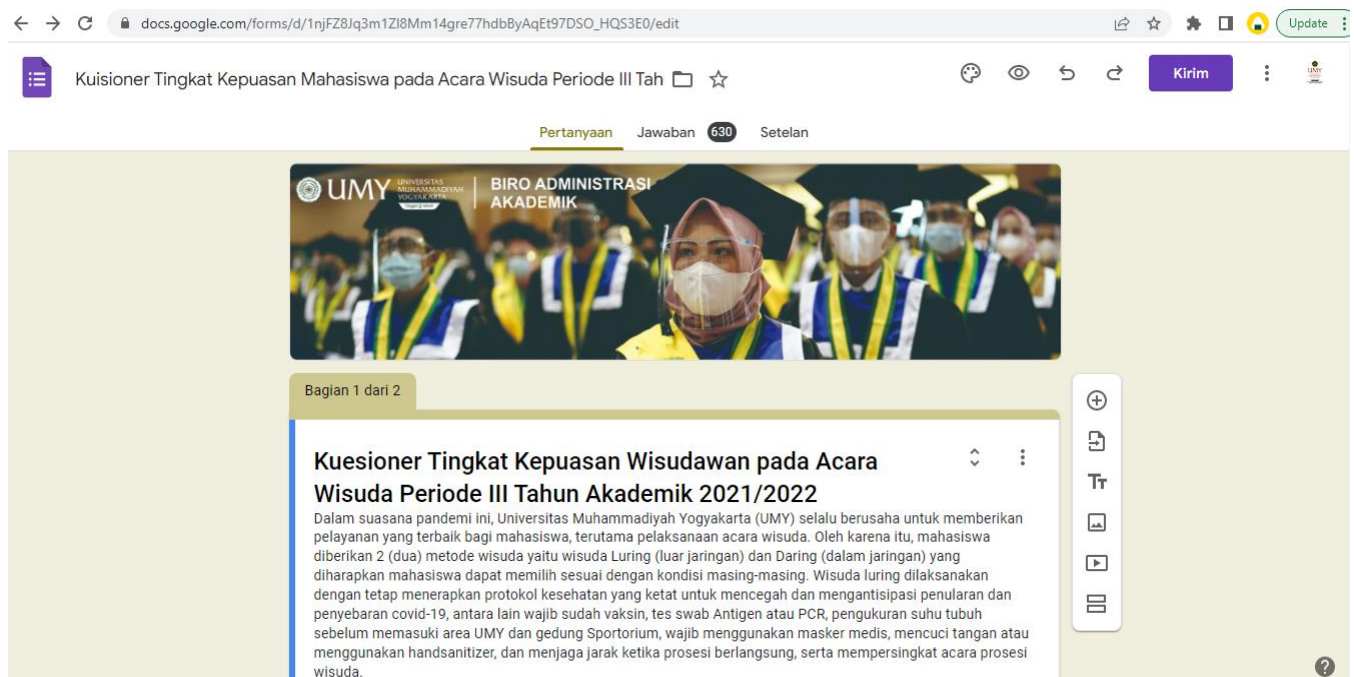 docs.google.com/forms/d/1njFZ8Jq3m1Zl8Mm14gre77hdbByAqEt97DSO_HQS3E0/edit
Update
Kuisioner Tingkat Kepuasan Mahasiswa pada Acara Wisuda Periode III Tah
Kirim
Pertanyaan Jawaban 630 Setelan
UMY UNIVERSITAS MUHAMMADIYAH YOGYAKARTA
BIRO ADMINISTRASI
AKADEMIK
Bagian 1 dari 2
Kuesioner Tingkat Kepuasan Wisudawan pada Acara
Wisuda Periode III Tahun Akademik 2021/2022
Dalam suasana pandemi ini, Universitas Muhammadiyah Yogyakarta (UMY) selalu berusaha untuk memberikan
pelayanan yang terbaik bagi mahasiswa, terutama pelaksanaan acara wisuda. Oleh karena itu, mahasiswa
diberikan 2 (dua) metode wisuda yaitu wisuda Luring (luar jaringan) dan Daring (dalam jaringan) yang
diharapkan mahasiswa dapat memilih sesuai dengan kondisi masing-masing. Wisuda luring dilaksanakan
dengan tetap menerapkan protokol kesehatan yang ketat untuk mencegah dan mengantisipasi penularan dan
penyebaran covid-19, antara lain wajib sudah vaksin, tes swab Antigen atau PCR, pengukuran suhu tubuh
sebelum memasuki area UMY dan gedung Sportorium, wajib menggunakan masker medis, mencuci tangan atau
menggunakan handsanitizer, dan menjaga jarak ketika prosesi berlangsung, serta mempersingkat acara prosesi
wisuda.